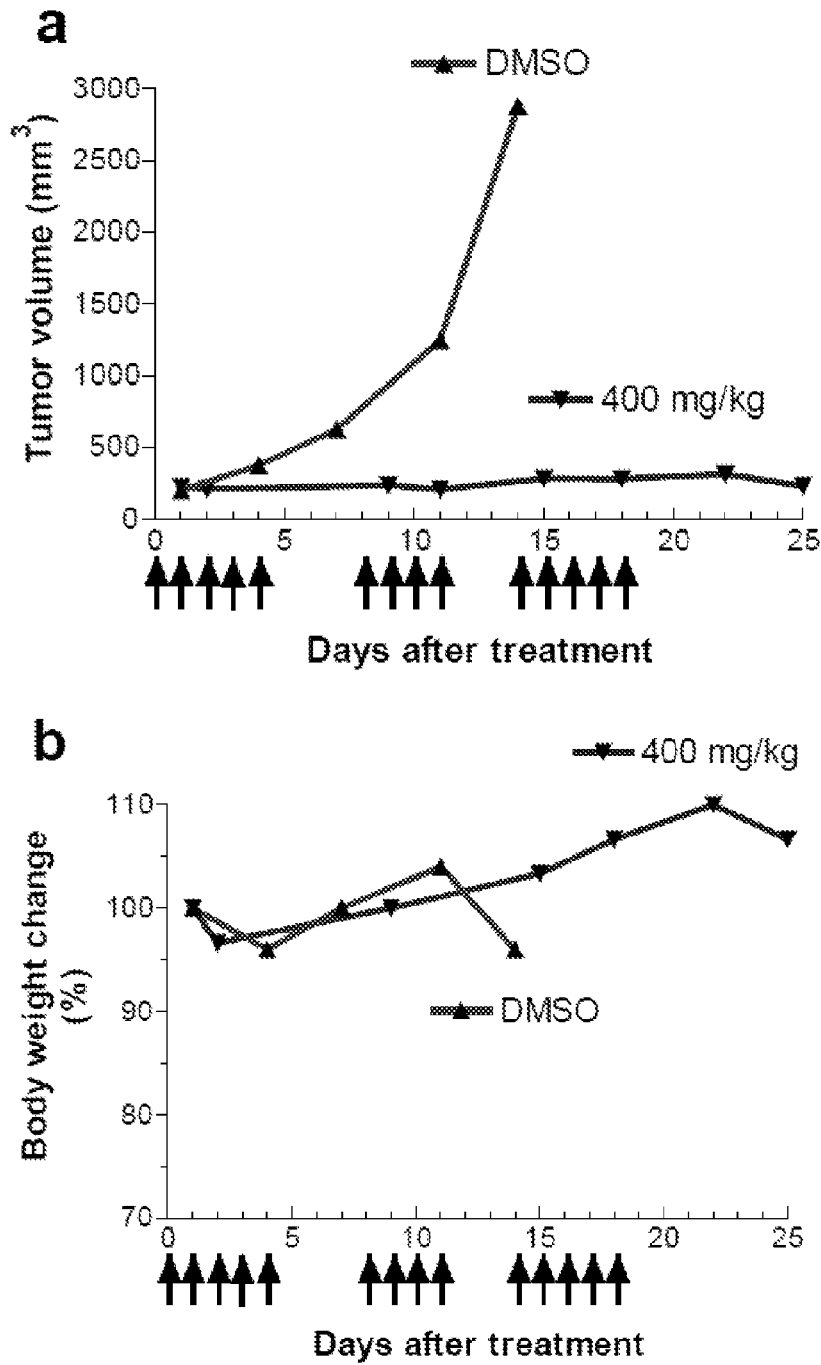 a
DMSO
3000
2500
2000
1500
1000
500
0
Tumor volume (mm³)
400 mg/kg
0 5 10 15 20 25
Days after treatment
b
400 mg/kg
110
100
90
80
70
Body weight change
(%)
DMSO
0 5 10 15 20 25
Days after treatment